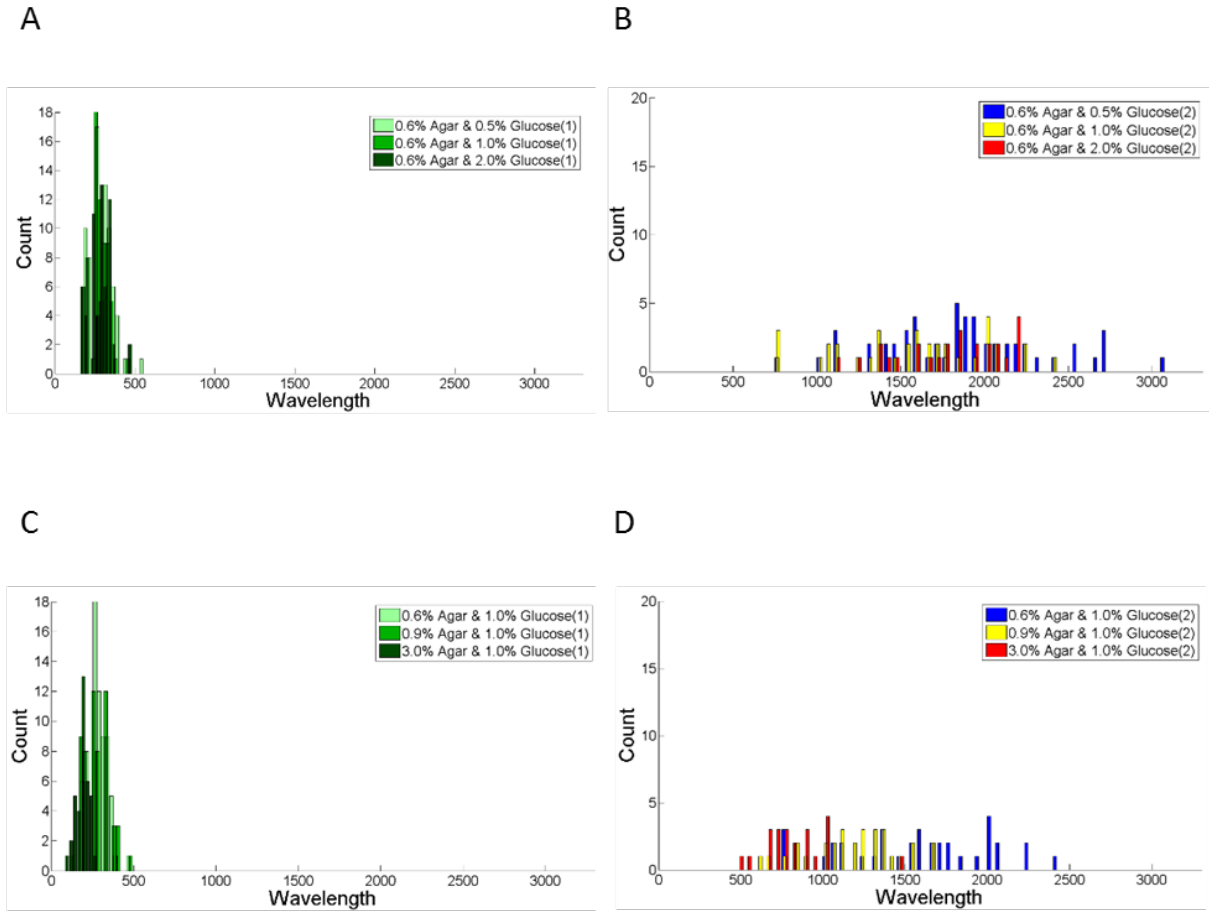 A
B
18
16
14
12
10
8
6
4
2
0
Count
0.6% Agar & 0.5% Glucose(1)
0.6% Agar & 1.0% Glucose(1)
0.6% Agar & 2.0% Glucose(1)
0 500 1000 1500 2000 2500 3000
Wavelength
20
15
10
5
0
Count
0.6% Agar & 0.5% Glucose(2)
0.6% Agar & 1.0% Glucose(2)
0.6% Agar & 2.0% Glucose(2)
0 500 1000 1500 2000 2500 3000
Wavelength
C
D
18
16
14
12
10
8
6
4
2
0
Count
0.6% Agar & 1.0% Glucose(1)
0.9% Agar & 1.0% Glucose(1)
3.0% Agar & 1.0% Glucose(1)
0 500 1000 1500 2000 2500 3000
Wavelength
20
15
10
5
0
Count
0.6% Agar & 1.0% Glucose(2)
0.9% Agar & 1.0% Glucose(2)
3.0% Agar & 1.0% Glucose(2)
0 500 1000 1500 2000 2500 3000
Wavelength